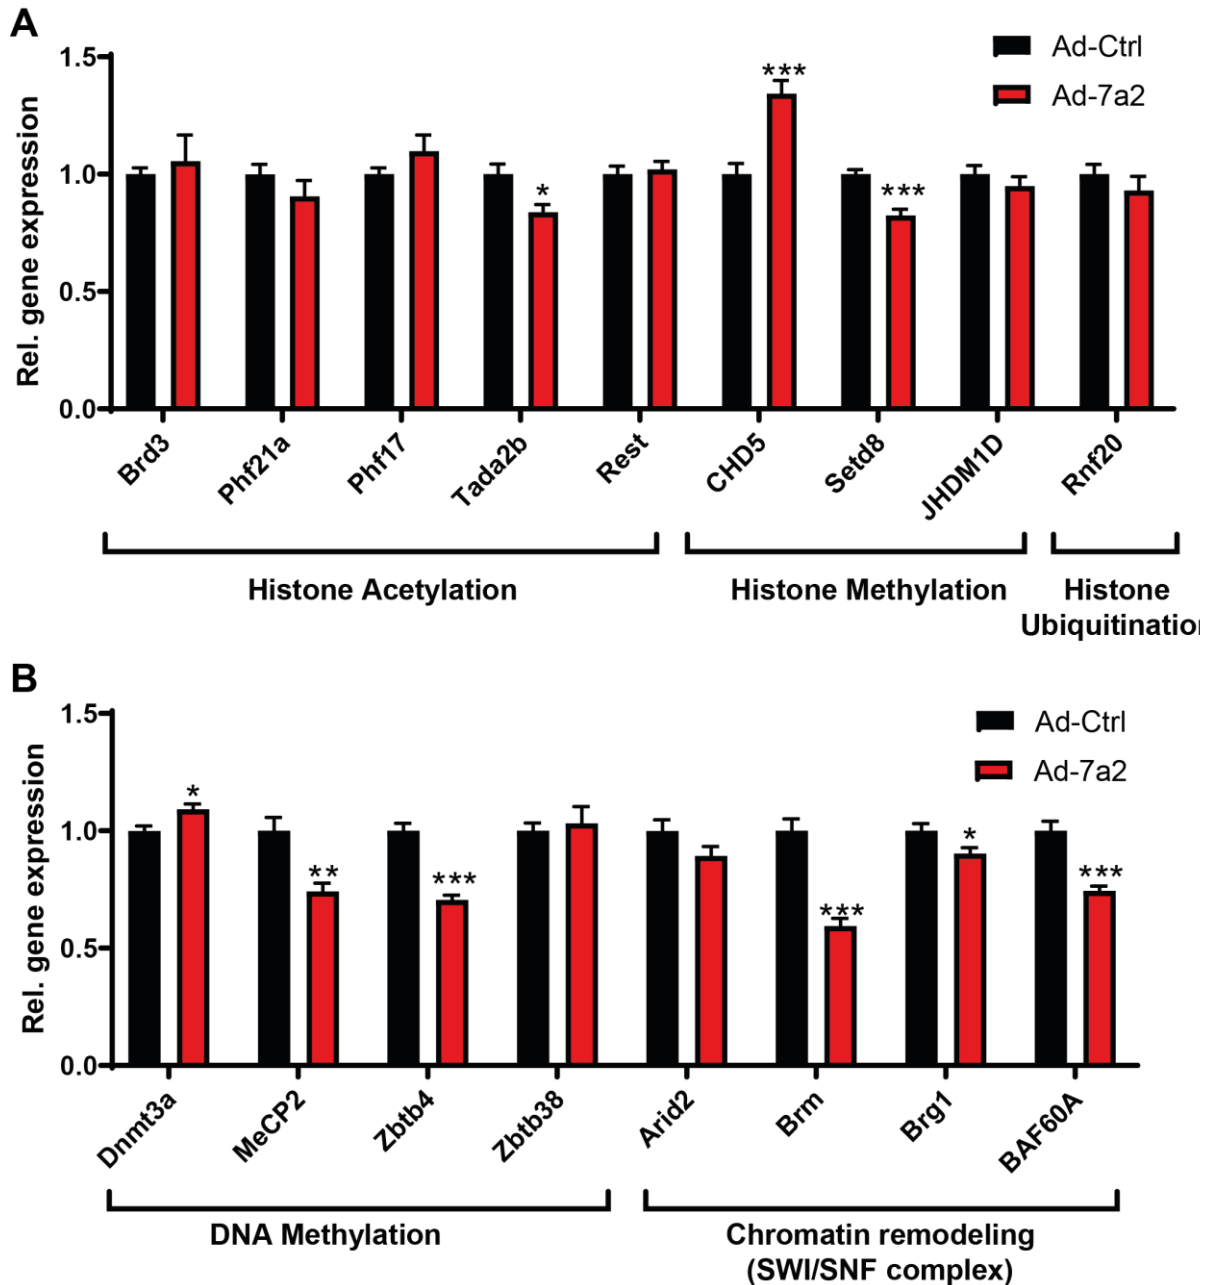 A
Ad-Ctrl
Ad-7a2
Rel. gene expression
1.5
1.0
0.5
0.0
***
*
***
Brd3
Phf21a
Phf17
Tada2b
Rest
CHD5
Setd8
JHDM1D
Rnf20
Histone Acetylation
Histone Methylation
Histone
Ubiquitination
B
Ad-Ctrl
Ad-7a2
Rel. gene expression
1.5
1.0
0.5
0.0
*
**
***
***
*
***
Dnmt3a
MeCP2
Zbtb4
Zbtb38
Arid2
Brm
Brg1
BAF60A
DNA Methylation
Chromatin remodeling
(SWI/SNF complex)